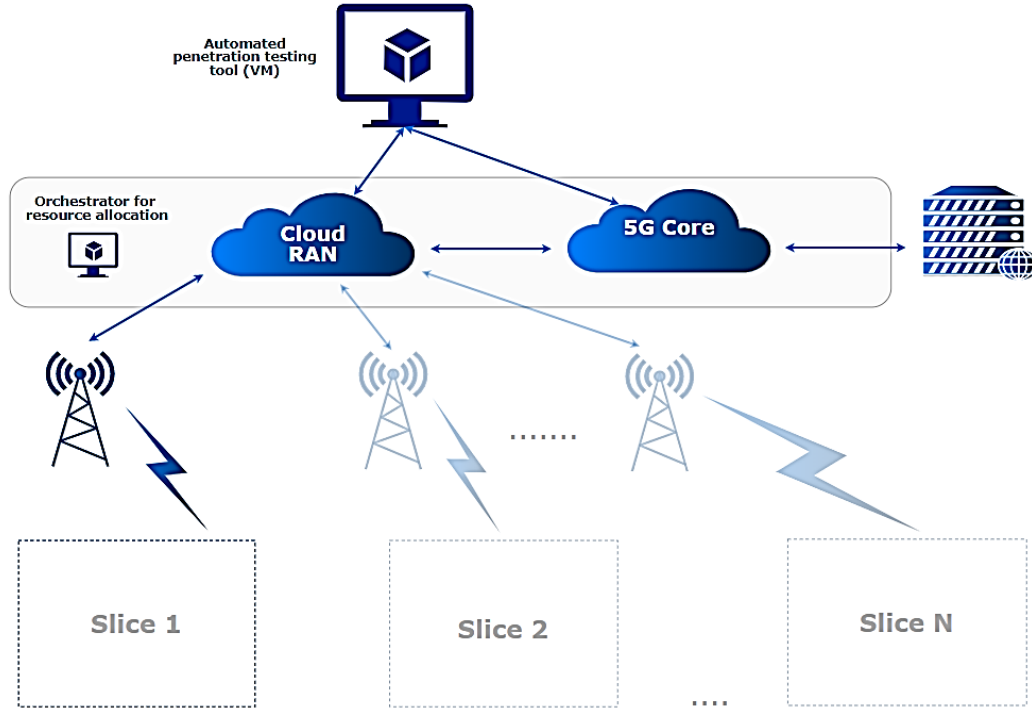 Automated
penetration testing
tool (VM)
Orchestrator for
resource allocation
Cloud
RAN
5G Core
.......
Slice 1
Slice 2
Slice N
....